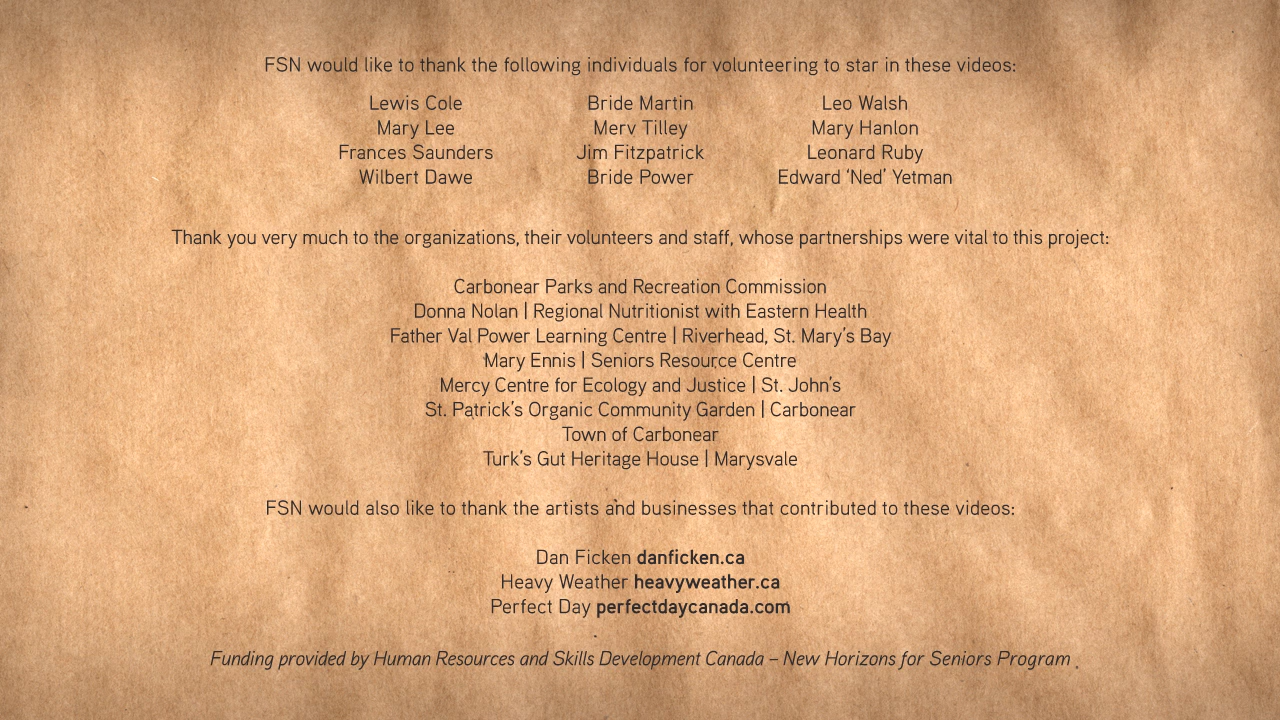 FSN would like to thank the following individuals for volunteering to star in these videos:
Lewis Cole Bride Martin Leo Walsh
Mary Lee Merv Tilley Mary Hanlon
Frances Saunders Jim Fitzpatrick Leonard Ruby
Wilbert Dawe Bride Power Edward ‘Ned’ Yetman
Thank you very much to the organizations, their volunteers and staff, whose partnerships were vital to this project:
Carbonear Parks and Recreation Commission
Donna Nolan | Regional Nutritionist with Eastern Health
Father Val Power Learning Centre | Riverhead, St. Mary’s Bay
Mary Ennis | Seniors Resource Centre
Mercy Centre for Ecology and Justice | St. John’s
St. Patrick’s Organic Community Garden | Carbonear
Town of Carbonear
Turk’s Gut Heritage House | Marysvale
FSN would also like to thank the artists and businesses that contributed to these videos:
Dan Ficken danficken.ca
Heavy Weather heavyweather.ca
Perfect Day perfectdaycanada.com
Funding provided by Human Resources and Skills Development Canada – New Horizons for Seniors Program